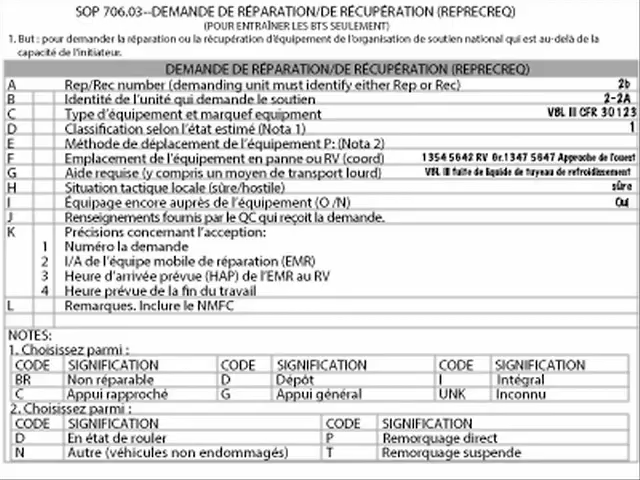 SOP 706.03--DEMANDE DE RÉPARATION/DE RÉCUPÉRATION (REPRECREQ)
(POUR ENTRAÎNER LES BTS SEULEMENT)
1. But : pour demander la réparation ou la récupération d'équipement de l'organisation de soutien national qui est au-delà de la
capacité de l'initiateur.
DEMANDE DE RÉPARATION/DE RÉCUPÉRATION (REPRECREQ)
A Rep/Rec number (demanding unit must identify either Rep or Rec) 2b
B Identité de l'unité qui demande le soutien 2-2A
C Type d'équipement et marquef equipment VBL III CFR 30123
D Classification selon l'état estimé (Nota 1) 1
E Méthode de déplacement de l'équipement P: (Nota 2)
F Emplacement de l'équipement en panne ou RV (coord) 1354 5642 RV Gr.1347 5647 Approche de l'ouest
G Aide requise (y compris un moyen de transport lourd) VBL III fuite de liquide de tuyeau de refroidissement
H Situation tactique locale (sûre/hostile) sûre
I Équipage encore auprès de l'équipement (O /N) Oui
J Renseignements fournis par le QC qui reçoit la demande.
K Précisions concernant l'acception:
1 Numéro la demande
2 I/A de l'équipe mobile de réparation (EMR)
3 Heure d'arrivée prévue (HAP) de l'EMR au RV
4 Heure prévue de la fin du travail
L Remarques. Inclure le NMFC
NOTES:
1. Choisissez parmi :
CODE SIGNIFICATION CODE SIGNIFICATION CODE SIGNIFICATION
BR Non réparable D Dépôt I Intégral
C Appui rapproché G Appui général UNK Inconnu
2. Choisissez parmi :
CODE SIGNIFICATION CODE SIGNIFICATION
D En état de rouler P Remorquage direct
N Autre (véhicules non endommagés) T Remorquage suspende